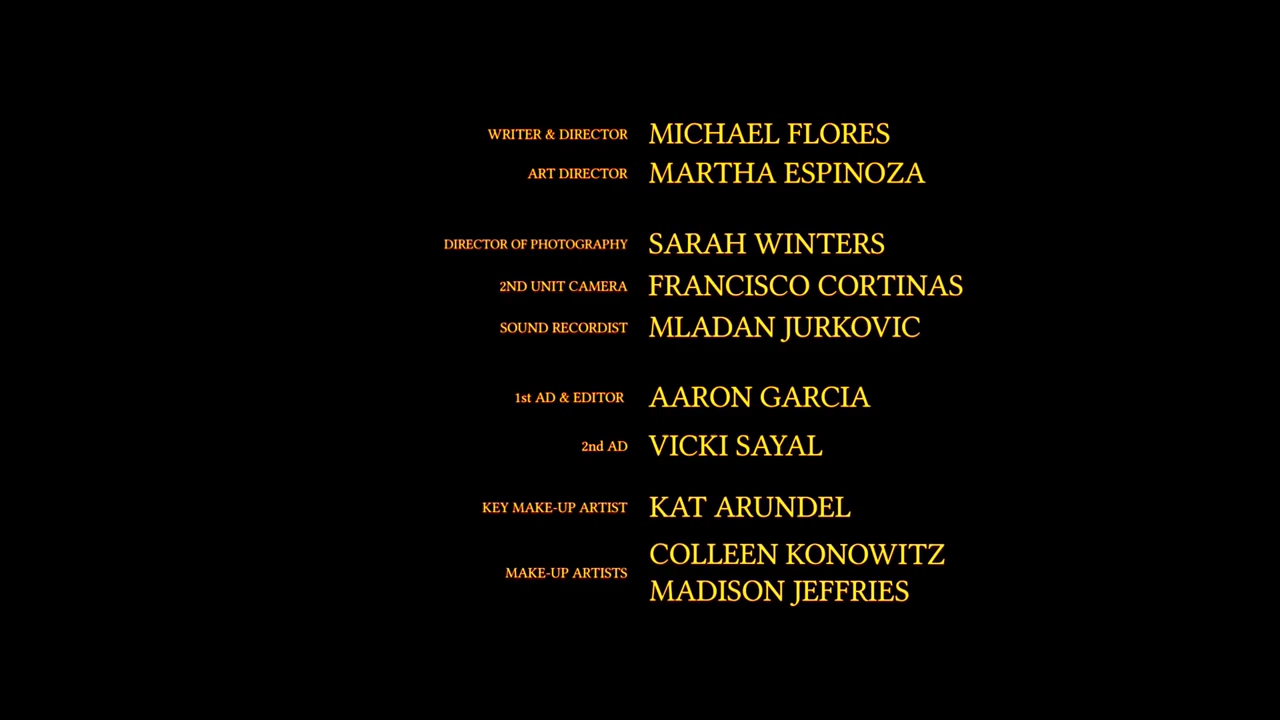 WRITER & DIRECTOR MICHAEL FLORES
ART DIRECTOR MARTHA ESPINOZA
DIRECTOR OF PHOTOGRAPHY SARAH WINTERS
2ND UNIT CAMERA FRANCISCO CORTINAS
SOUND RECORDIST MLADAN JURKOVIC
1st AD & EDITOR AARON GARCIA
2nd AD VICKI SAYAL
KEY MAKE-UP ARTIST KAT ARUNDEL
MAKE-UP ARTISTS COLLEEN KONOWITZ
MADISON JEFFRIES